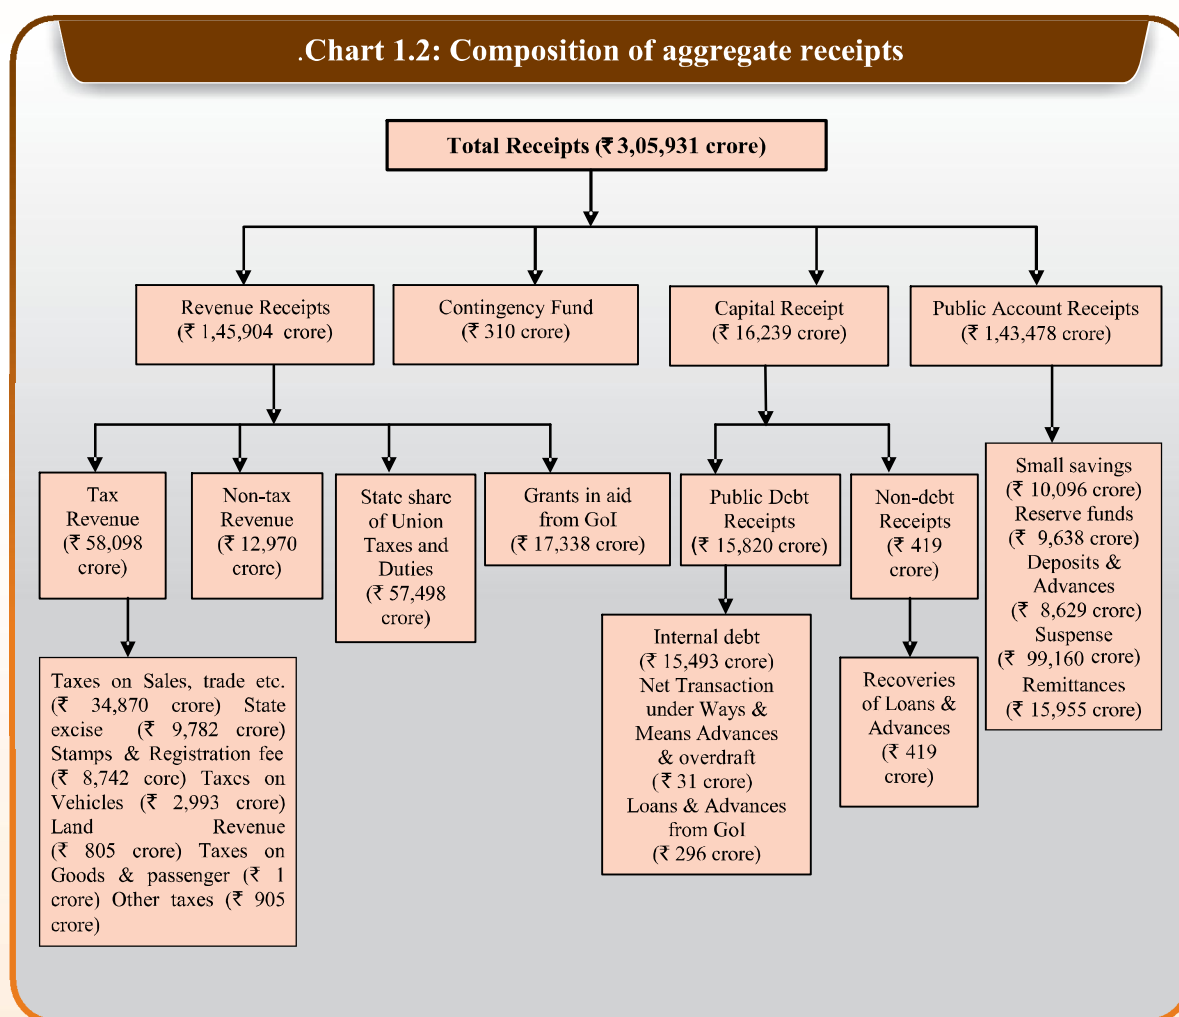 .Chart 1.2: Composition of aggregate receipts
Total Receipts (₹ 3,05,931 crore)
Revenue Receipts
(₹ 1,45,904 crore)
Contingency Fund
(₹ 310 crore)
Capital Receipt
(₹ 16,239 crore)
Public Account Receipts
(₹ 1,43,478 crore)
Tax
Revenue
(₹ 58,098
crore)
Non-tax
Revenue
(₹ 12,970
crore)
State share
of Union
Taxes and
Duties
(₹ 57,498
crore)
Grants in aid
from GoI
(₹ 17,338 crore)
Public Debt
Receipts
(₹ 15,820 crore)
Non-debt
Receipts
(₹ 419
crore)
Small savings
(₹ 10,096 crore)
Reserve funds
(₹ 9,638 crore)
Deposits &
Advances
(₹ 8,629 crore)
Suspense
(₹ 99,160 crore)
Remittances
(₹ 15,955 crore)
Taxes on Sales, trade etc.
(₹ 34,870 crore) State
excise (₹ 9,782 crore)
Stamps & Registration fee
(₹ 8,742 corc) Taxes on
Vehicles (₹ 2,993 crore)
Land Revenue
(₹ 805 crore) Taxes on
Goods & passenger (₹ 1
crore) Other taxes (₹ 905
crore)
Internal debt
(₹ 15,493 crore)
Net Transaction
under Ways &
Means Advances
& overdraft
(₹ 31 crore)
Loans & Advances
from GoI
(₹ 296 crore)
Recoveries
of Loans &
Advances
(₹ 419
crore)